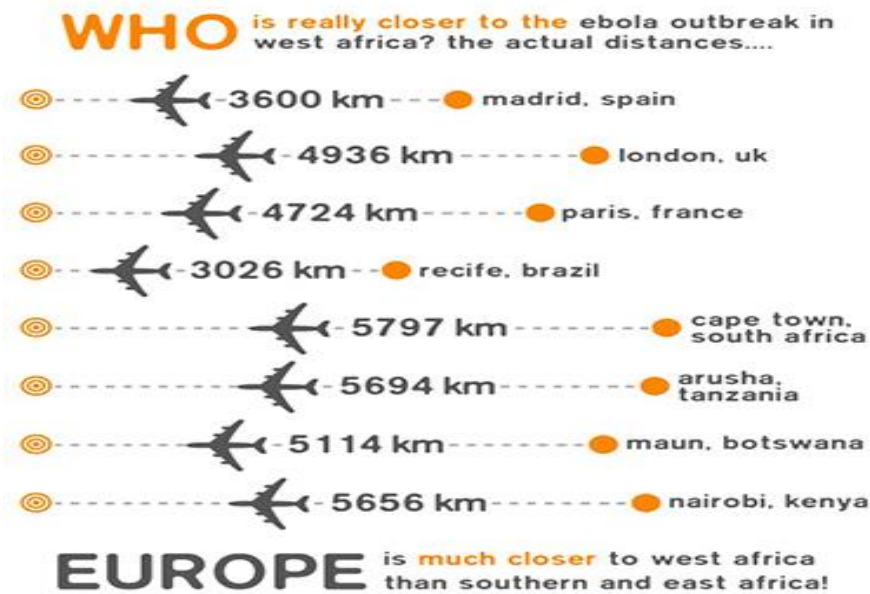 WHO is really closer to the ebola outbreak in
west africa? the actual distances....
3600 km madrid, spain
4936 km london, uk
4724 km paris, france
3026 km recife, brazil
5797 km cape town,
south africa
5694 km arusha,
tanzania
5114 km maun, botswana
5656 km nairobi, kenya
EUROPE is much closer to west africa
than southern and east africa!